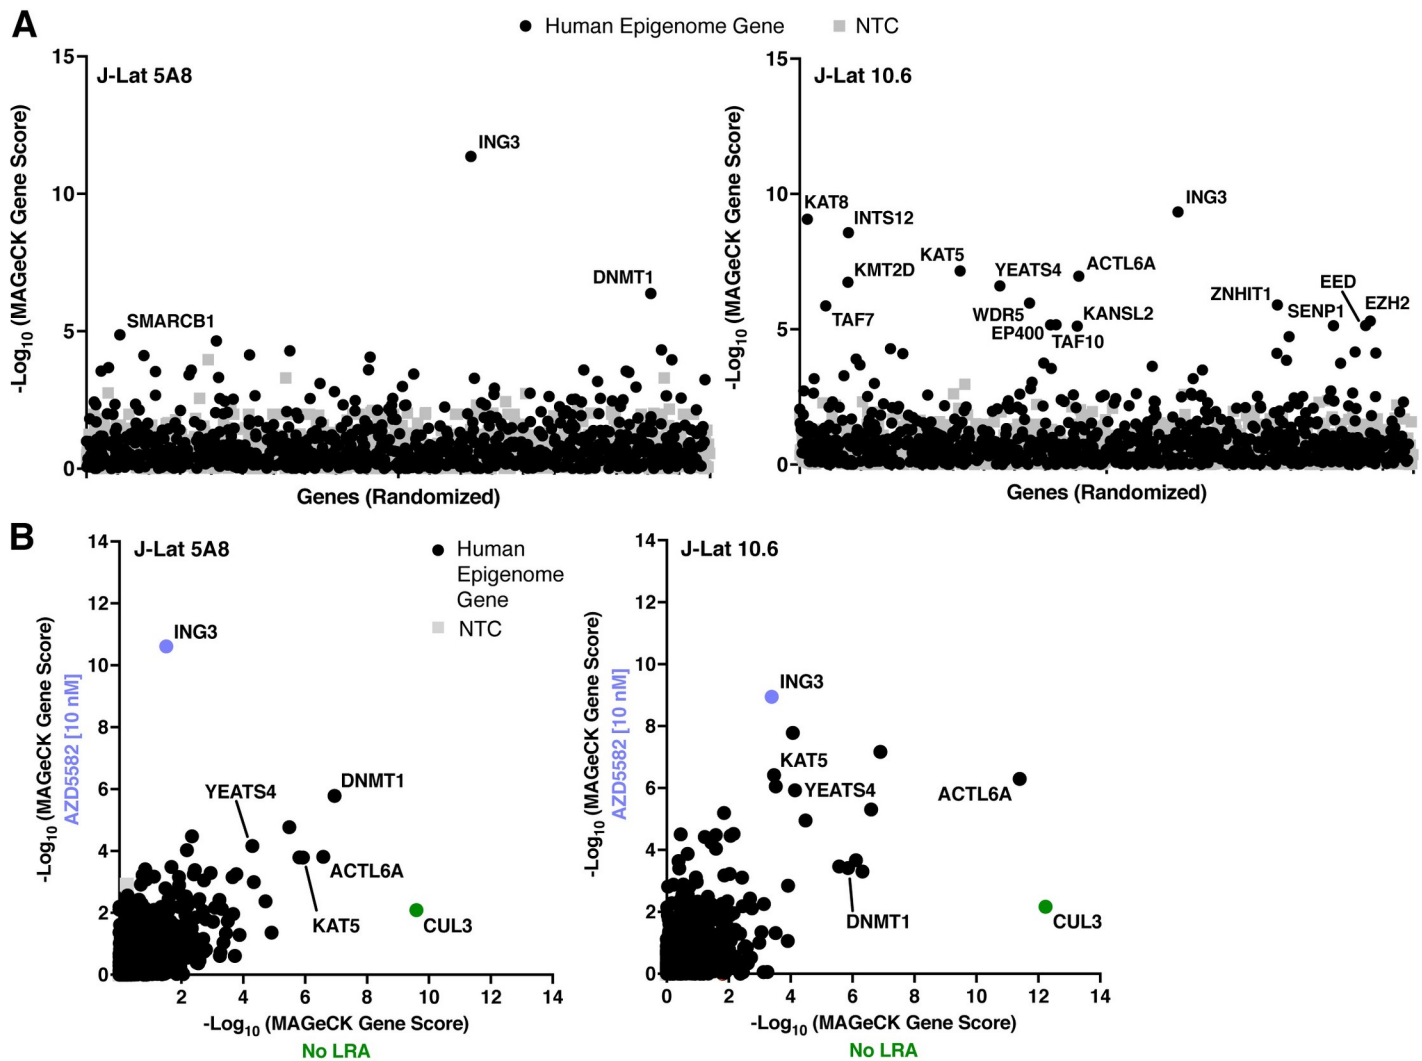 A
Human Epigenome Gene
NTC
J-Lat 5A8
-Log10 (MAGeCK Gene Score)
15
10
5
0
ING3
DNMT1
SMARCB1
Genes (Randomized)
J-Lat 10.6
-Log10 (MAGeCK Gene Score)
15
10
5
0
KAT8
INTS12
ING3
KAT5
KMT2D
YEATS4
ACTL6A
TAF7
WDR5
EP400
KANSL2
TAF10
ZNHIT1
SENP1
EED
EZH2
Genes (Randomized)
B
J-Lat 5A8
Human
Epigenome
Gene
NTC
-Log10 (MAGeCK Gene Score)
AZD5582 [10 nM]
14
12
10
8
6
4
2
0
ING3
YEATS4
DNMT1
ACTL6A
KAT5
CUL3
2 4 6 8 10 12 14
-Log10 (MAGeCK Gene Score)
No LRA
J-Lat 10.6
-Log10 (MAGeCK Gene Score)
AZD5582 [10 nM]
14
12
10
8
6
4
2
0
ING3
KAT5
YEATS4
ACTL6A
DNMT1
CUL3
0 2 4 6 8 10 12 14
-Log10 (MAGeCK Gene Score)
No LRA